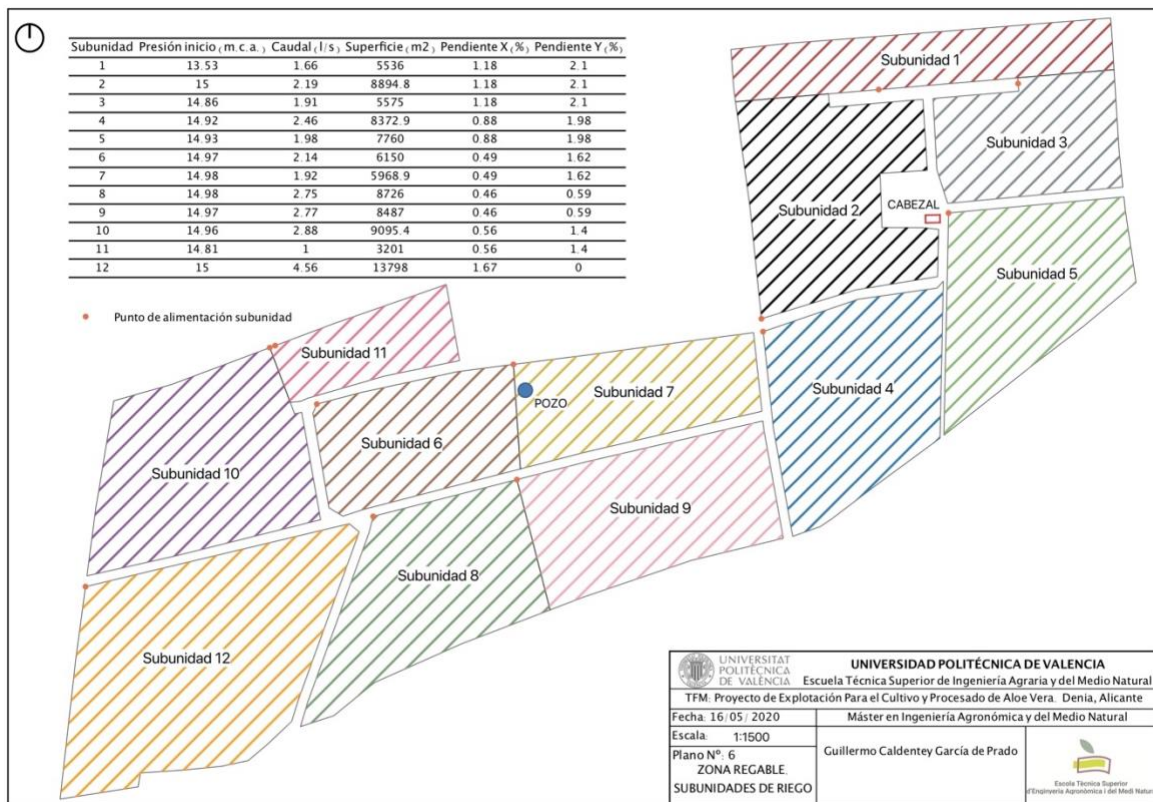 Subunidad Presión inicio (m.c.a.) Caudal (l/s) Superficie (m2) Pendiente X (%) Pendiente Y (%)
1 13.53 1.66 5536 1.18 2.1
2 15 2.19 8894.8 1.18 2.1
3 14.86 1.91 5575 1.18 2.1
4 14.92 2.46 8372.9 0.88 1.98
5 14.93 1.98 7760 0.88 1.98
6 14.97 2.14 6150 0.49 1.62
7 14.98 1.92 5968.9 0.49 1.62
8 14.98 2.75 8726 0.46 0.59
9 14.97 2.77 8487 0.46 0.59
10 14.96 2.88 9095.4 0.56 1.4
11 14.81 1 3201 0.56 1.4
12 15 4.56 13798 1.67 0
Punto de alimentación subunidad
Subunidad 1
Subunidad 3
Subunidad 2
CABEZAL
Subunidad 5
Subunidad 11
Subunidad 7
Subunidad 4
POZO
Subunidad 6
Subunidad 10
Subunidad 9
Subunidad 8
Subunidad 12
UNIVERSITAT
POLITÈCNICA
DE VALÈNCIA
UNIVERSIDAD POLITÉCNICA DE VALENCIA
Escuela Técnica Superior de Ingeniería Agraria y del Medio Natural
TFM: Proyecto de Explotación Para el Cultivo y Procesado de Aloe Vera. Denia, Alicante
Fecha: 16/05/2020
Máster en Ingeniería Agronómica y del Medio Natural
Escala: 1:1500
Guillermo Caldentey García de Prado
Plano Nº: 6
ZONA REGABLE.
SUBUNIDADES DE RIEGO
Escola Tècnica Superior
d'Enginyeria Agronòmica i del Medi Natural